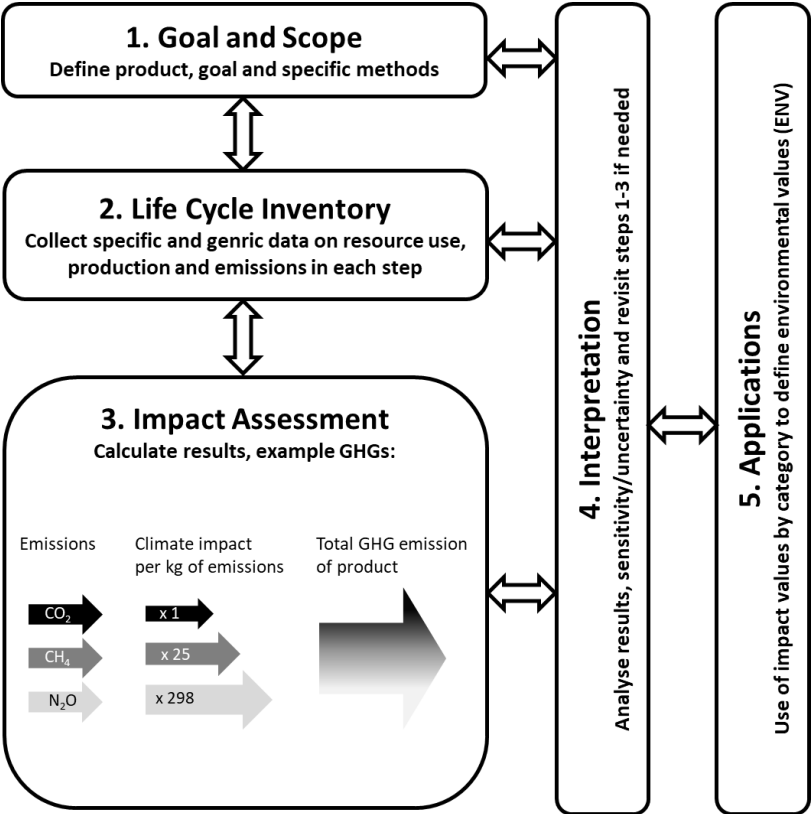 1. Goal and Scope
Define product, goal and specific methods
2. Life Cycle Inventory
Collect specific and genric data on resource use,
production and emissions in each step
3. Impact Assessment
Calculate results, example GHGs:
Emissions
Climate impact
per kg of emissions
Total GHG emission
of product
CO₂
x 1
CH₄
x 25
N₂O
x 298
4. Interpretation
Analyse results, sensitivity/uncertainty and revisit steps 1-3 if needed
5. Applications
Use of impact values by category to define environmental values (ENV)